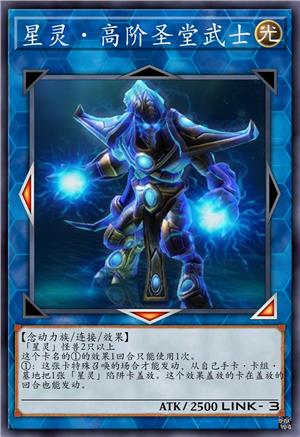 星灵·高阶圣堂武士
光
【念动力族/连接/效果】
「星灵」怪兽2只以上
这个卡名的①的效果1回合只能使用1次。
①：这张卡特殊召唤的场合才能发动。从自己手卡·卡组·
墓地把1张「星灵」陷阱卡盖放。这个效果盖放的卡在盖放的
回合也能发动。
ATK/2500 LINK-3